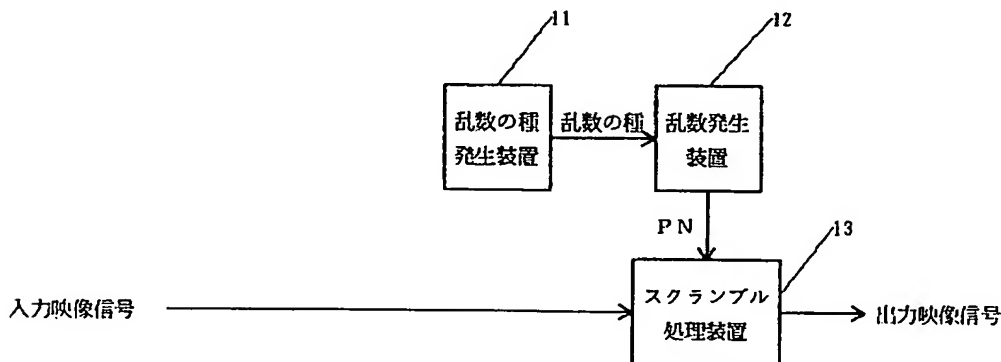 11
12
乱数の種
発生装置
乱数の種
乱数発生
装置
PN
13
入力映像信号
スクランブル
処理装置
出力映像信号